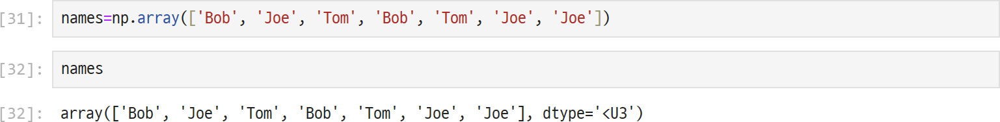 [31]: names=np.array(['Bob', 'Joe', 'Tom', 'Bob', 'Tom', 'Joe', 'Joe'])
[32]: names
[32]: array(['Bob', 'Joe', 'Tom', 'Bob', 'Tom', 'Joe', 'Joe'], dtype='<U3')